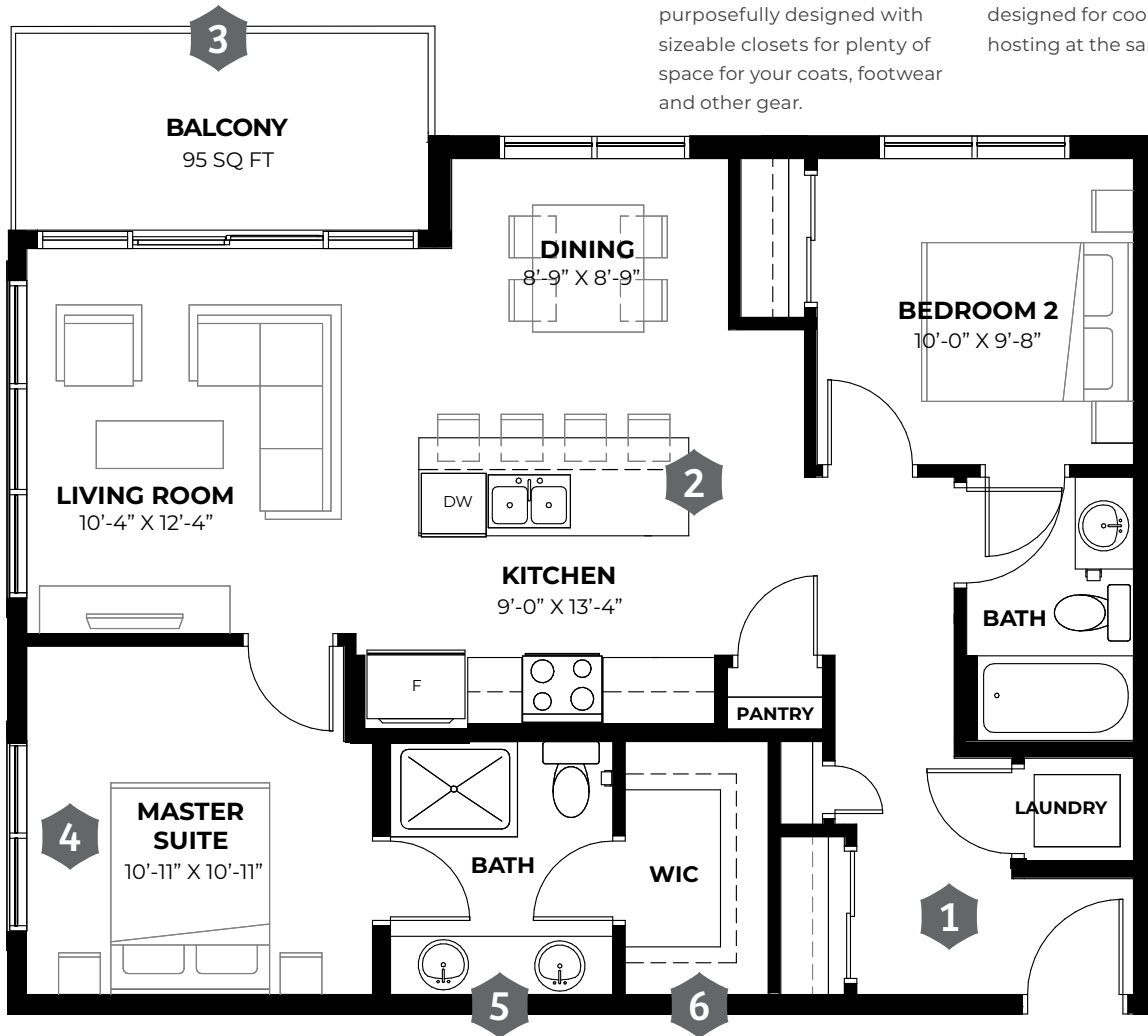 purposefully designed with
sizeable closets for plenty of
space for your coats, footwear
and other gear.
designed for coo
hosting at the sa
3
BALCONY
95 SQ FT
DINING
8’-9” X 8’-9”
BEDROOM 2
10’-0” X 9’-8”
LIVING ROOM
10’-4” X 12’-4”
2
DW
KITCHEN
9’-0” X 13’-4”
BATH
F
PANTRY
4
MASTER
SUITE
10’-11” X 10’-11”
BATH
WIC
LAUNDRY
1
5
6